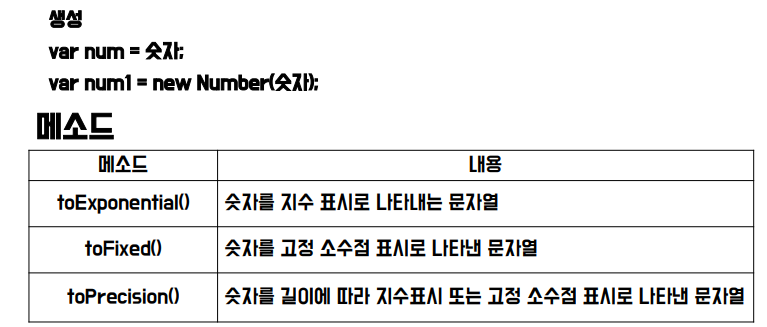 생성
var num = 숫자;
var num1 = new Number(숫자);
메소드
메소드 내용
toExponential() 숫자를 지수 표시로 나타내는 문자열
toFixed() 숫자를 고정 소수점 표시로 나타낸 문자열
toPrecision() 숫자를 길이에 따라 지수표시 또는 고정 소수점 표시로 나타낸 문자열